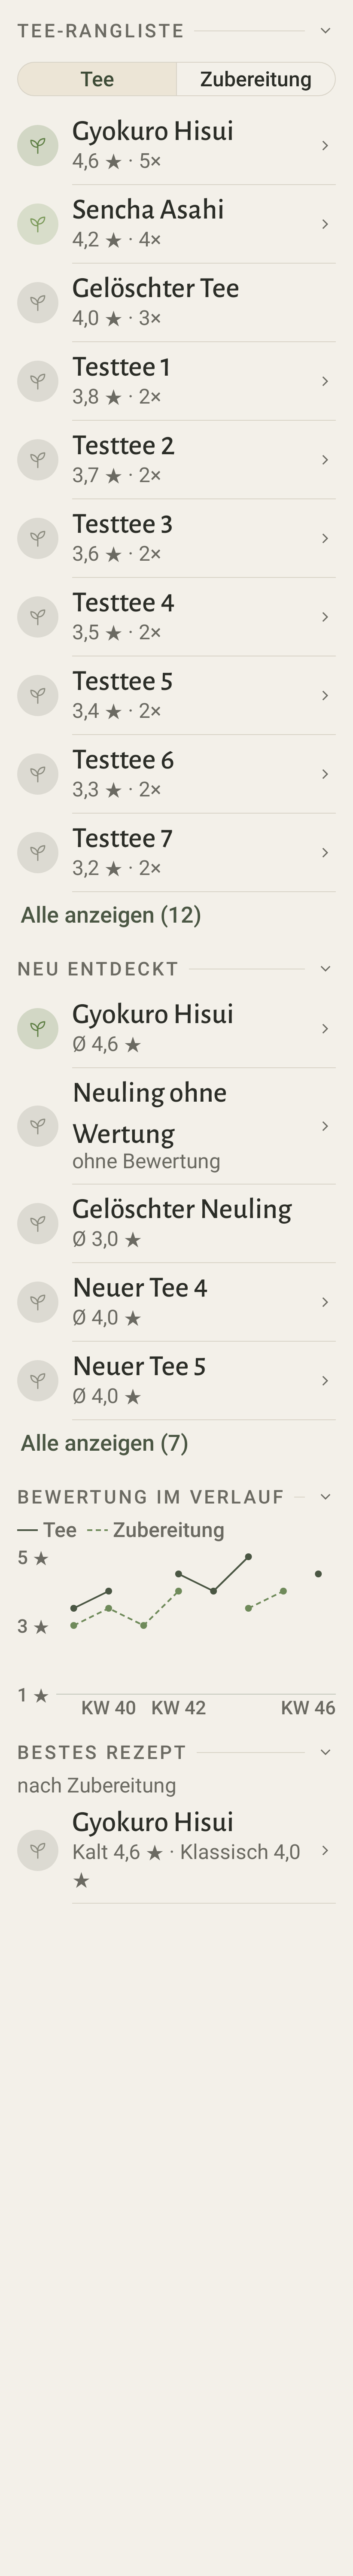 TEE-RANGLISTE
Tee
Zubereitung
Gyokuro Hisui
4,6 ★ · 5×
Sencha Asahi
4,2 ★ · 4×
Gelöschter Tee
4,0 ★ · 3×
Testtee 1
3,8 ★ · 2×
Testtee 2
3,7 ★ · 2×
Testtee 3
3,6 ★ · 2×
Testtee 4
3,5 ★ · 2×
Testtee 5
3,4 ★ · 2×
Testtee 6
3,3 ★ · 2×
Testtee 7
3,2 ★ · 2×
Alle anzeigen (12)
NEU ENTDECKT
Gyokuro Hisui
Ø 4,6 ★
Neuling ohne
Wertung
ohne Bewertung
Gelöschter Neuling
Ø 3,0 ★
Neuer Tee 4
Ø 4,0 ★
Neuer Tee 5
Ø 4,0 ★
Alle anzeigen (7)
BEWERTUNG IM VERLAUF
Tee Zubereitung
5 ★
3 ★
1 ★
KW 40 KW 42 KW 46
BESTES REZEPT
nach Zubereitung
Gyokuro Hisui
Kalt 4,6 ★ · Klassisch 4,0
★